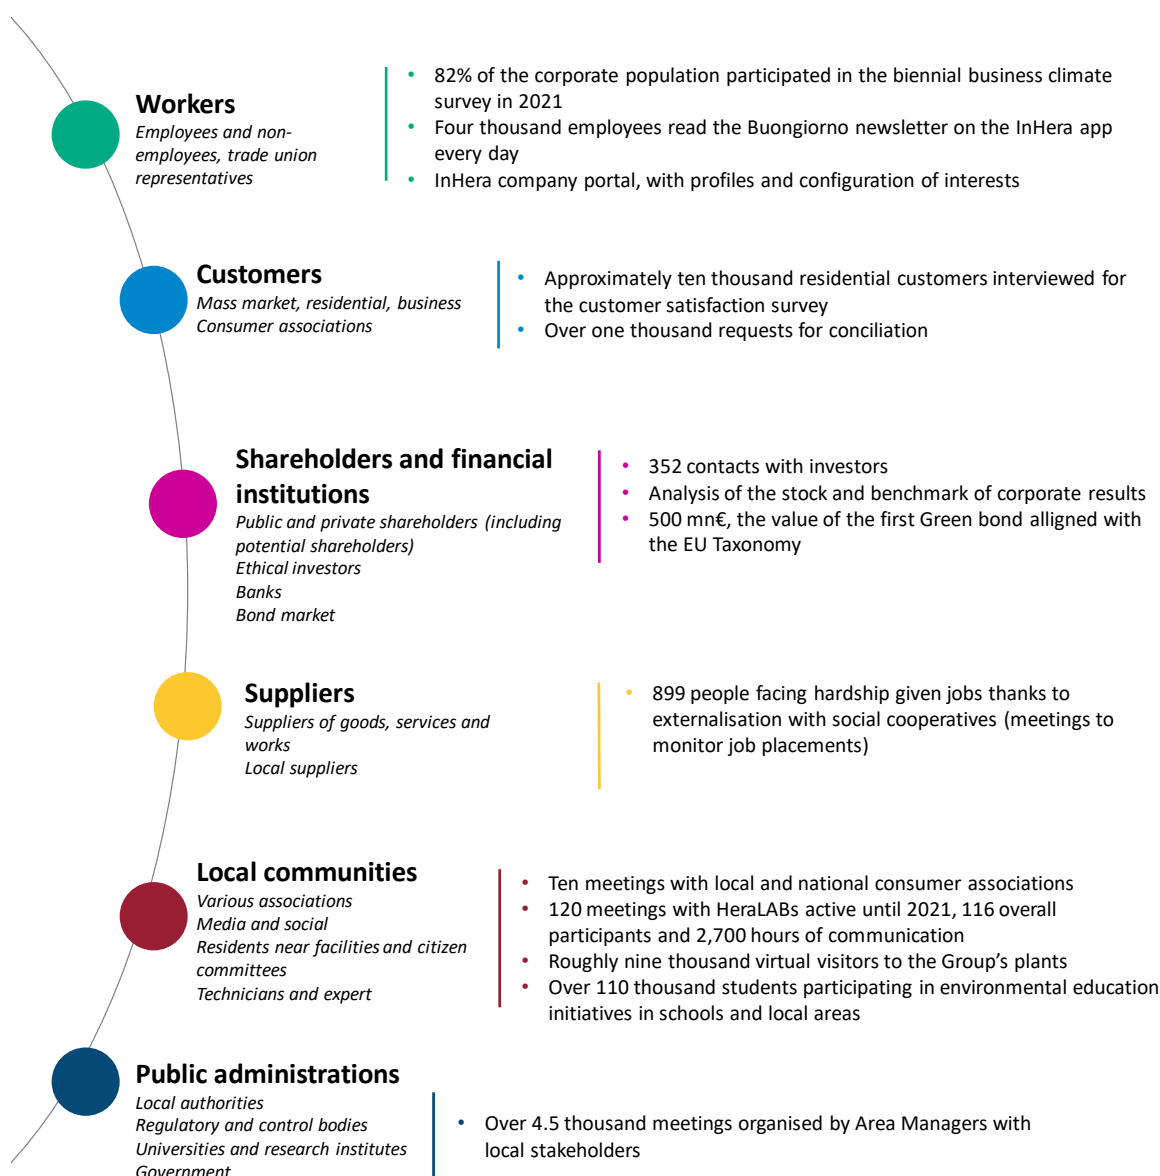 Workers
Employees and non-
employees, trade union
representatives
• 82% of the corporate population participated in the biennial business climate
survey in 2021
• Four thousand employees read the Buongiorno newsletter on the InHera app
every day
• InHera company portal, with profiles and configuration of interests
Customers
Mass market, residential, business
Consumer associations
• Approximately ten thousand residential customers interviewed for
the customer satisfaction survey
• Over one thousand requests for conciliation
Shareholders and financial
institutions
Public and private shareholders (including
potential shareholders)
Ethical investors
Banks
Bond market
• 352 contacts with investors
• Analysis of the stock and benchmark of corporate results
• 500 mn€, the value of the first Green bond alligned with
the EU Taxonomy
Suppliers
Suppliers of goods, services and
works
Local suppliers
• 899 people facing hardship given jobs thanks to
externalisation with social cooperatives (meetings to
monitor job placements)
Local communities
Various associations
Media and social
Residents near facilities and citizen
committees
Technicians and expert
• Ten meetings with local and national consumer associations
• 120 meetings with HeraLABs active until 2021, 116 overall
participants and 2,700 hours of communication
• Roughly nine thousand virtual visitors to the Group’s plants
• Over 110 thousand students participating in environmental education
initiatives in schools and local areas
Public administrations
Local authorities
Regulatory and control bodies
Universities and research institutes
Government
• Over 4.5 thousand meetings organised by Area Managers with
local stakeholders